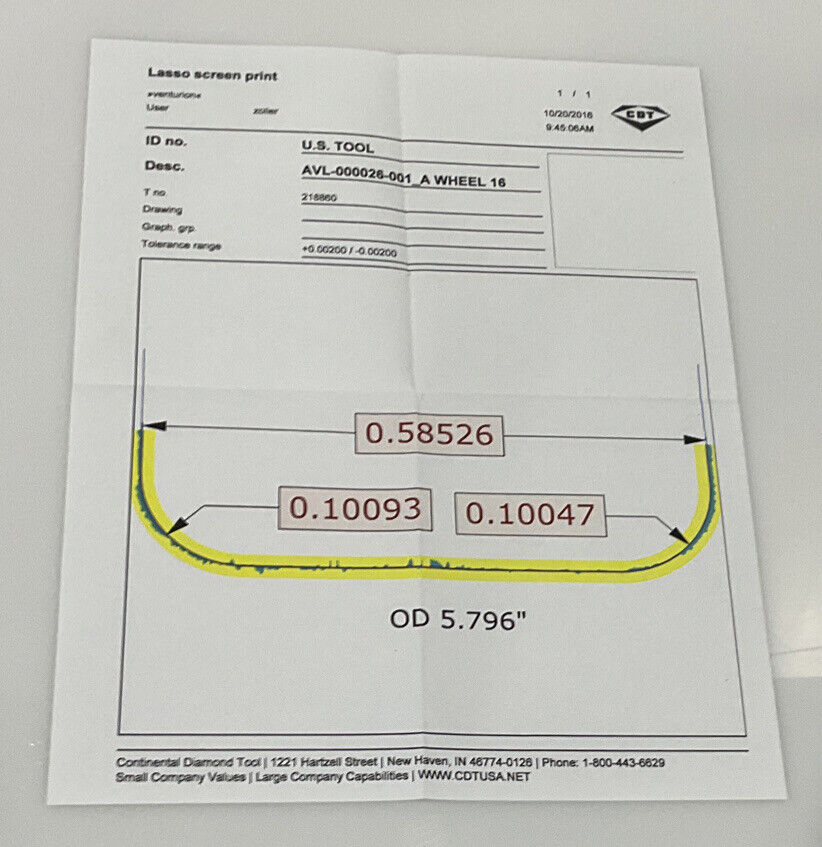 Lasso screen print
»venturion«
User zoller
1 / 1
10/20/2016
9:45:06AM
CDT
ID no. U.S. TOOL
Desc. AVL-000026-001_A WHEEL 16
T no. 218860
Drawing
Graph. grp.
Tolerance range +0.00200 / -0.00200
0.58526
0.10093 0.10047
OD 5.796"
Continental Diamond Tool | 1221 Hartzell Street | New Haven, IN 46774-0126 | Phone: 1-800-443-6629
Small Company Values | Large Company Capabilities | WWW.CDTUSA.NET